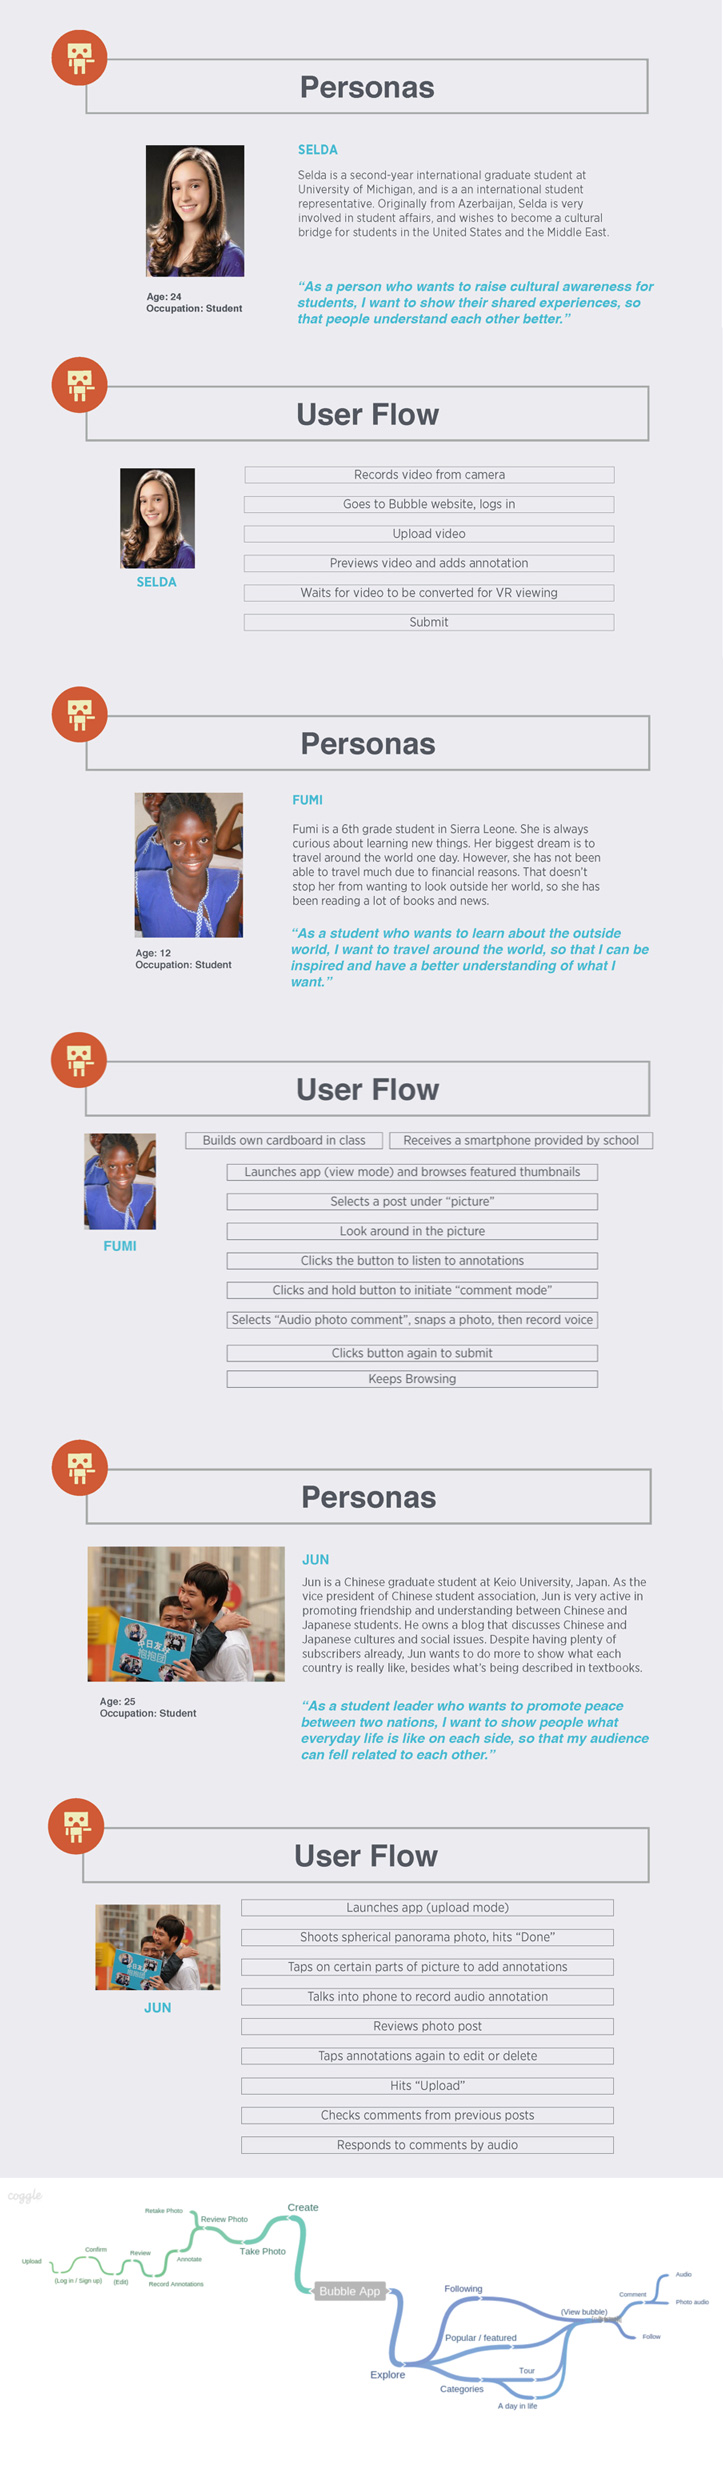 Personas
SELDA
Selda is a second-year international graduate student at
University of Michigan, and is a an international student
representative. Originally from Azerbaijan, Selda is very
involved in student affairs, and wishes to become a cultural
bridge for students in the United States and the Middle East.
Age: 24
Occupation: Student
“As a person who wants to raise cultural awareness for
students, I want to show their shared experiences, so
that people understand each other better.”
User Flow
SELDA
Records video from camera
Goes to Bubble website, logs in
Upload video
Previews video and adds annotation
Waits for video to be converted for VR viewing
Submit
Personas
FUMI
Fumi is a 6th grade student in Sierra Leone. She is always
curious about learning new things. Her biggest dream is to
travel around the world one day. However, she has not been
able to travel much due to financial reasons. That doesn’t
stop her from wanting to look outside her world, so she has
been reading a lot of books and news.
Age: 12
Occupation: Student
“As a student who wants to learn about the outside
world, I want to travel around the world, so that I can be
inspired and have a better understanding of what I
want.”
User Flow
FUMI
Builds own cardboard in class
Receives a smartphone provided by school
Launches app (view mode) and browses featured thumbnails
Selects a post under “picture”
Look around in the picture
Clicks the button to listen to annotations
Clicks and hold button to initiate “comment mode”
Selects “Audio photo comment”, snaps a photo, then record voice
Clicks button again to submit
Keeps Browsing
Personas
JUN
Jun is a Chinese graduate student at Keio University, Japan. As the
vice president of Chinese student association, Jun is very active in
promoting friendship and understanding between Chinese and
Japanese students. He owns a blog that discusses Chinese and
Japanese cultures and social issues. Despite having plenty of
subscribers already, Jun wants to do more to show what each
country is really like, besides what’s being described in textbooks.
Age: 25
Occupation: Student
“As a student leader who wants to promote peace
between two nations, I want to show people what
everyday life is like on each side, so that my audience
can fell related to each other.”
User Flow
JUN
Launches app (upload mode)
Shoots spherical panorama photo, hits “Done”
Taps on certain parts of picture to add annotations
Talks into phone to record audio annotation
Reviews photo post
Taps annotations again to edit or delete
Hits “Upload”
Checks comments from previous posts
Responds to comments by audio
coggle
Create
Retake Photo
Review Photo
Take Photo
Annotate
Record Annotations
Review
(Edit)
Confirm
(Log in / Sign up)
Upload
Bubble App
Explore
Following
Popular / featured
Categories
Tour
A day in life
(View bubble)
Comment
Audio
Photo audio
Follow